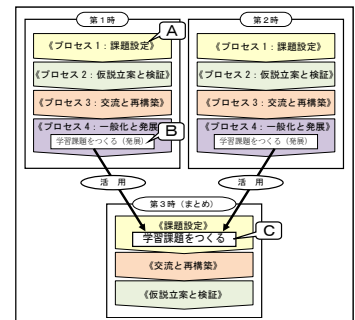 第1時
《プロセス1:課題設定》
《プロセス2:仮説立案と検証》
《プロセス3:交流と再構築》
《プロセス4:一般化と発展》
学習課題をつくる(発展)
A
B
第2時
《プロセス1:課題設定》
《プロセス2:仮説立案と検証》
《プロセス3:交流と再構築》
《プロセス4:一般化と発展》
学習課題をつくる(発展)
活 用
活 用
第3時(まとめ)
《課題設定》
学習課題をつくる
C
《交流と再構築》
《仮説立案と検証》